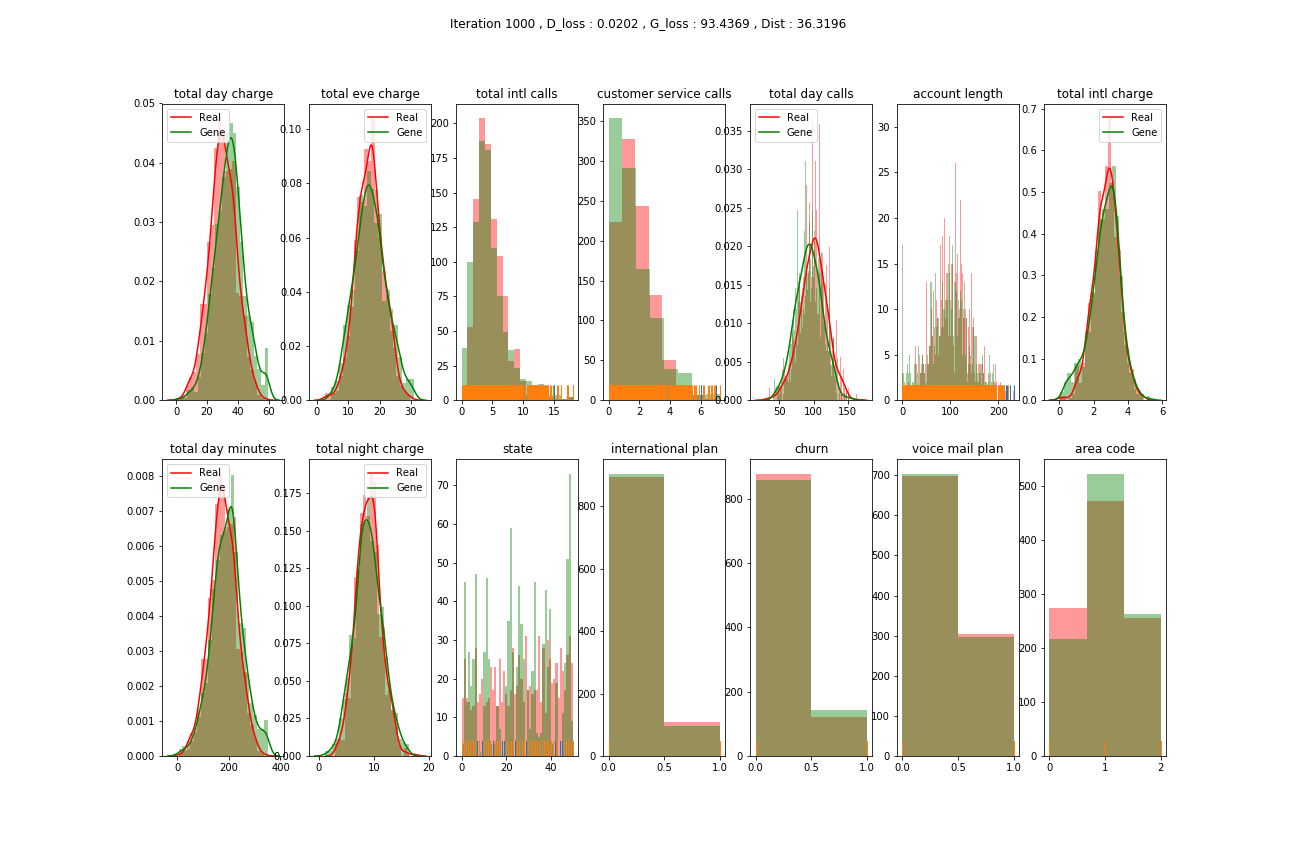 Iteration 1000 , D_loss : 0.0202 , G_loss : 93.4369 , Dist : 36.3196
total day charge
total eve charge
total intl calls
customer service calls
total day calls
account length
total intl charge
0.05
0.04
0.03
0.02
0.01
0.00
0 20 40 60
Real
Gene
0.10
0.08
0.06
0.04
0.02
0.00
0 10 20 30
Real
Gene
200
175
150
125
100
75
50
25
0
0 5 10 15
350
300
250
200
150
100
50
0
0 2 4 6
0.035
0.030
0.025
0.020
0.015
0.010
0.005
0.000
50 100 150
Real
Gene
30
25
20
15
10
5
0
0 100 200
0.7
0.6
0.5
0.4
0.3
0.2
0.1
0.0
0 2 4 6
Real
Gene
total day minutes
total night charge
state
international plan
churn
voice mail plan
area code
0.008
0.007
0.006
0.005
0.004
0.003
0.002
0.001
0.000
0 200 400
Real
Gene
0.175
0.150
0.125
0.100
0.075
0.050
0.025
0.000
0 10 20
Real
Gene
70
60
50
40
30
20
10
0
0 20 40
800
600
400
200
0
0.0 0.5 1.0
800
600
400
200
0
0.0 0.5 1.0
700
600
500
400
300
200
100
0
0.0 0.5 1.0
500
400
300
200
100
0
0 1 2